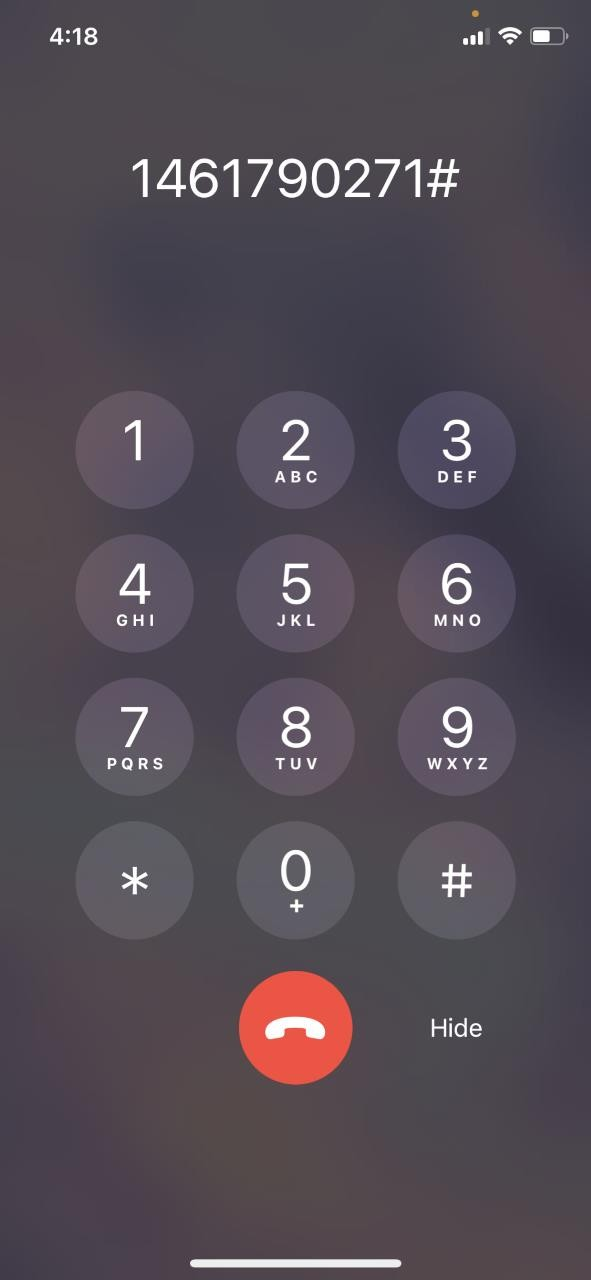 4:18
1461790271#
1 2 3
ABC DEF
4 5 6
GHI JKL MNO
7 8 9
PQRS TUV WXYZ
* 0 #
+
Hide